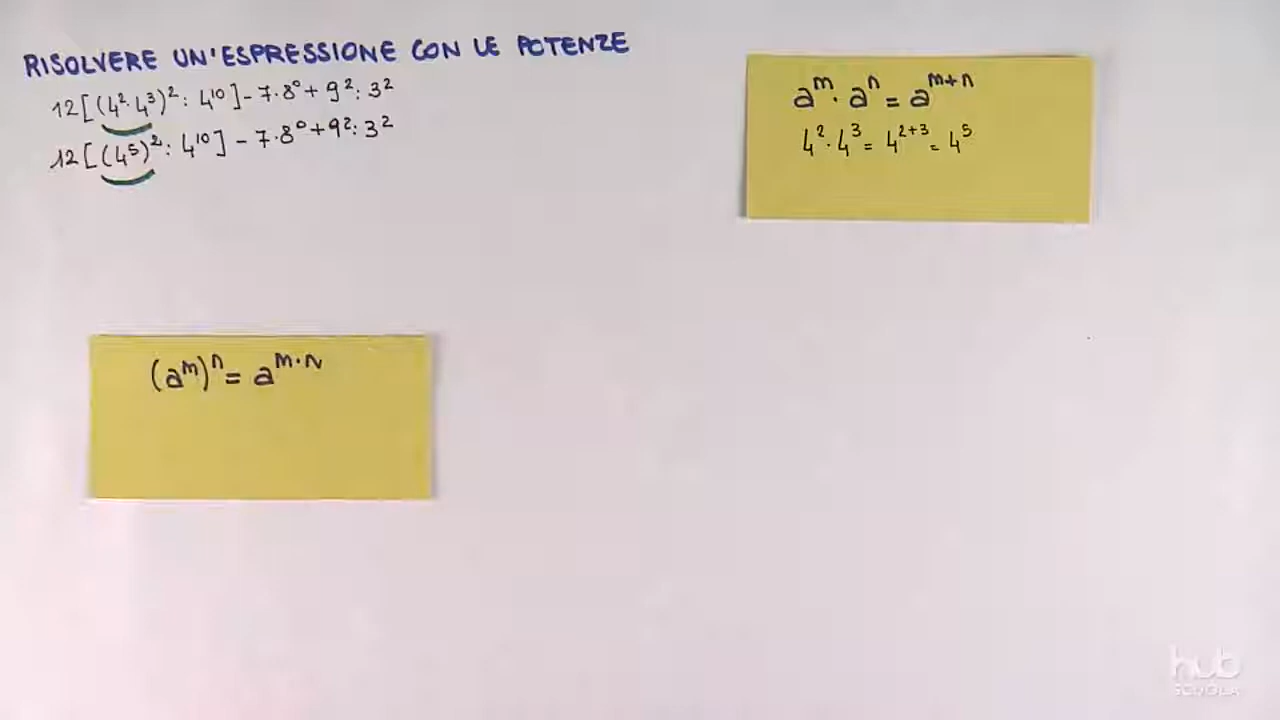 RISOLVERE UN'ESPRESSIONE CON LE POTENZE
12[(4²·4³)²:4¹⁰]-7·8⁰+9²:3²
12[(4⁵)²:4¹⁰]-7·8⁰+9²:3²
aᵐ·aⁿ=aᵐ⁺ⁿ
4²·4³=4²⁺³=4⁵
(aᵐ)ⁿ=aᵐ·ⁿ
hub
SCUOLA